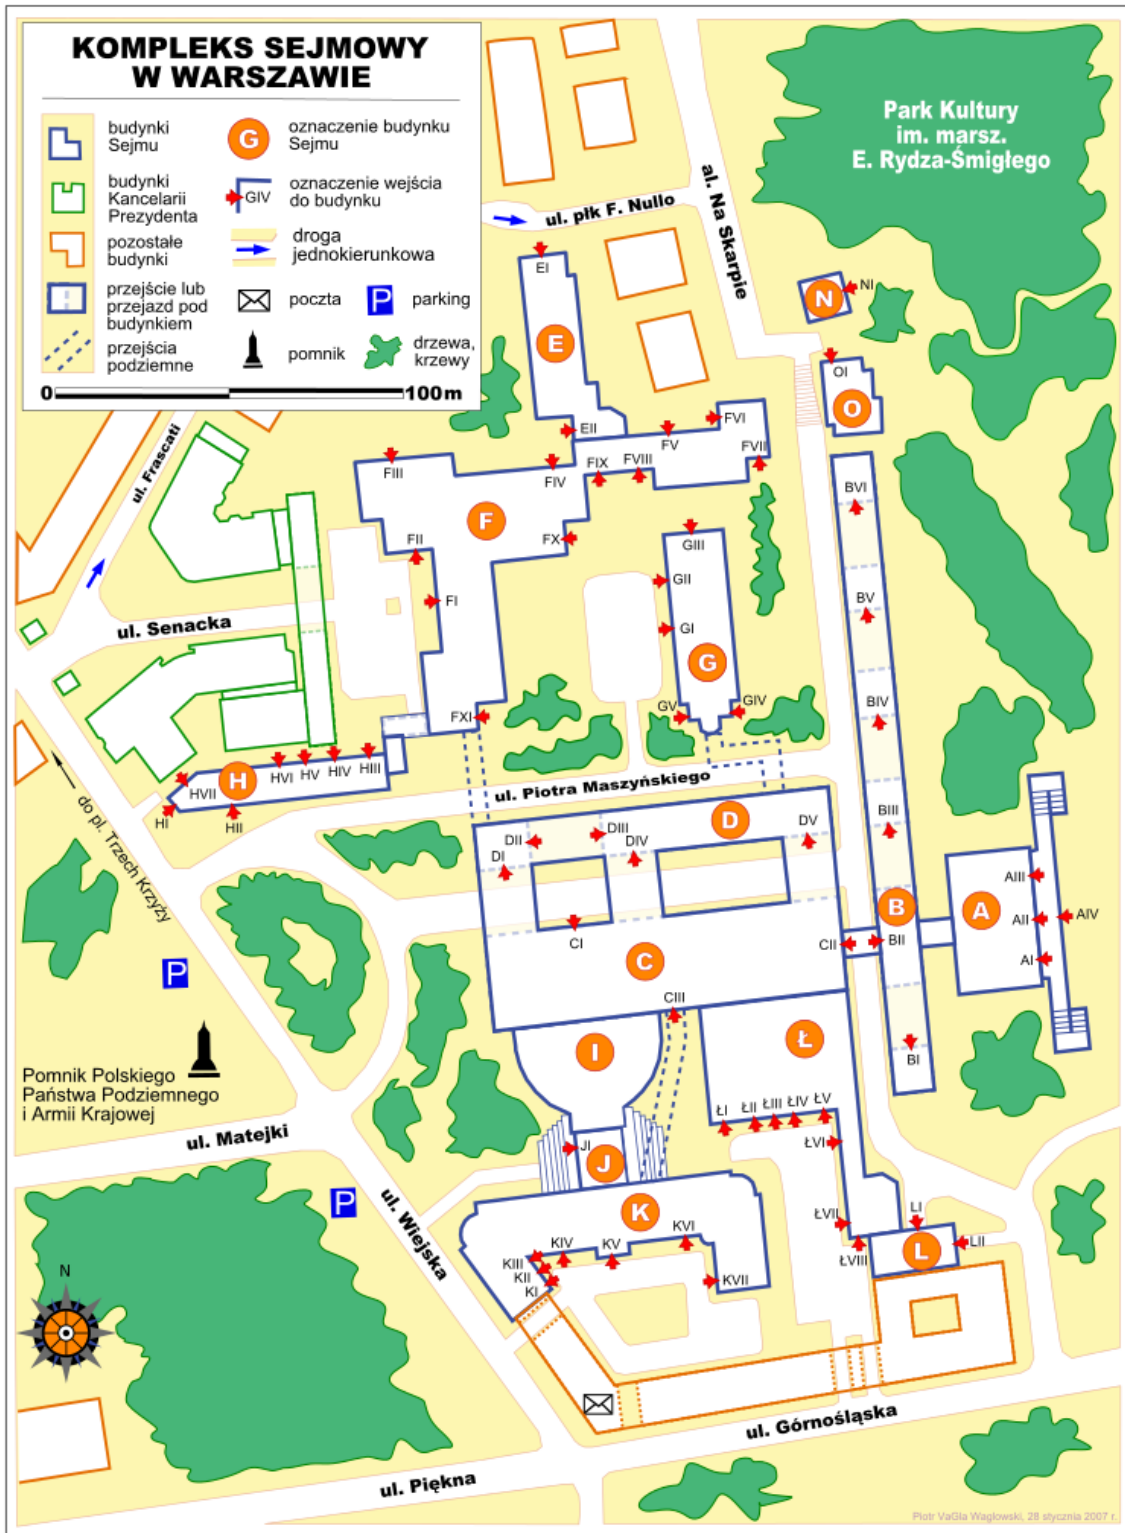 KOMPLEKS SEJMOWY
W WARSZAWIE
budynki
Sejmu
G
oznaczenie budynku
Sejmu
budynki
Kancelarii
Prezydenta
GIV
oznaczenie wejścia
do budynku
pozostałe
budynki
droga
jednokierunkowa
przejście lub
przejazd pod
budynkiem
poczta
P
parking
przejścia
podziemne
pomnik
drzewa,
krzewy
0
100m
Park Kultury
im. marsz.
E. Rydza-Śmigłego
al. Na Skarpie
ul. płk F. Nullo
EI
E
EII
NI
N
OI
O
FVI
FV
FVII
FVIII
FIX
FIV
FIII
F
FX
FII
FI
FXI
ul. Frascati
ul. Senacka
GIII
GII
GI
G
GV
GIV
BVI
BV
BIV
BIII
B
BII
BI
H
HVII
HVI
HV
HIV
HIII
HI
HII
do pl. Trzech Krzyży
ul. Piotra Maszyńskiego
D
DI
DII
DIII
DIV
DV
A
AIII
AII
AIV
AI
CI
C
CII
CIII
I
Ł
ŁI
ŁII
ŁIII
ŁIV
ŁV
ŁVI
ŁVII
ŁVIII
P
Pomnik Polskiego
Państwa Podziemnego
i Armii Krajowej
ul. Matejki
P
ul. Wiejska
JI
J
K
KVI
KV
KIV
KIII
KII
KI
KVII
LI
L
LII
N
ul. Górnośląska
ul. Piękna
Piotr VaGla Waglowski, 28 stycznia 2007 r.